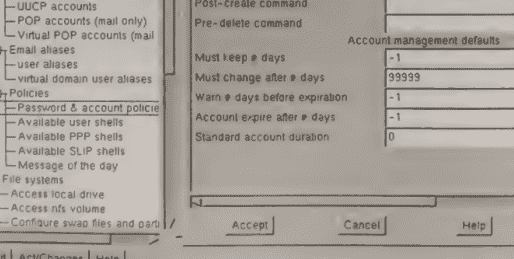 UUCP accounts
POP accounts (mail only)
Virtual POP accounts (mail
Email aliases
user aliases
virtual domain user aliases
Policies
Password & account policie
Available user shells
Available PPP shells
Available SLIP shells
Message of the day
File systems
Access local drive
Access nfs volume
Configure swap files and parti
Act/Changes
Help
Post-create command
Pre-delete command
Account management defaults
Must keep # days -1
Must change after # days 99999
Warn # days before expiration -1
Account expire after # days -1
Standard account duration 0
Accept Cancel Help